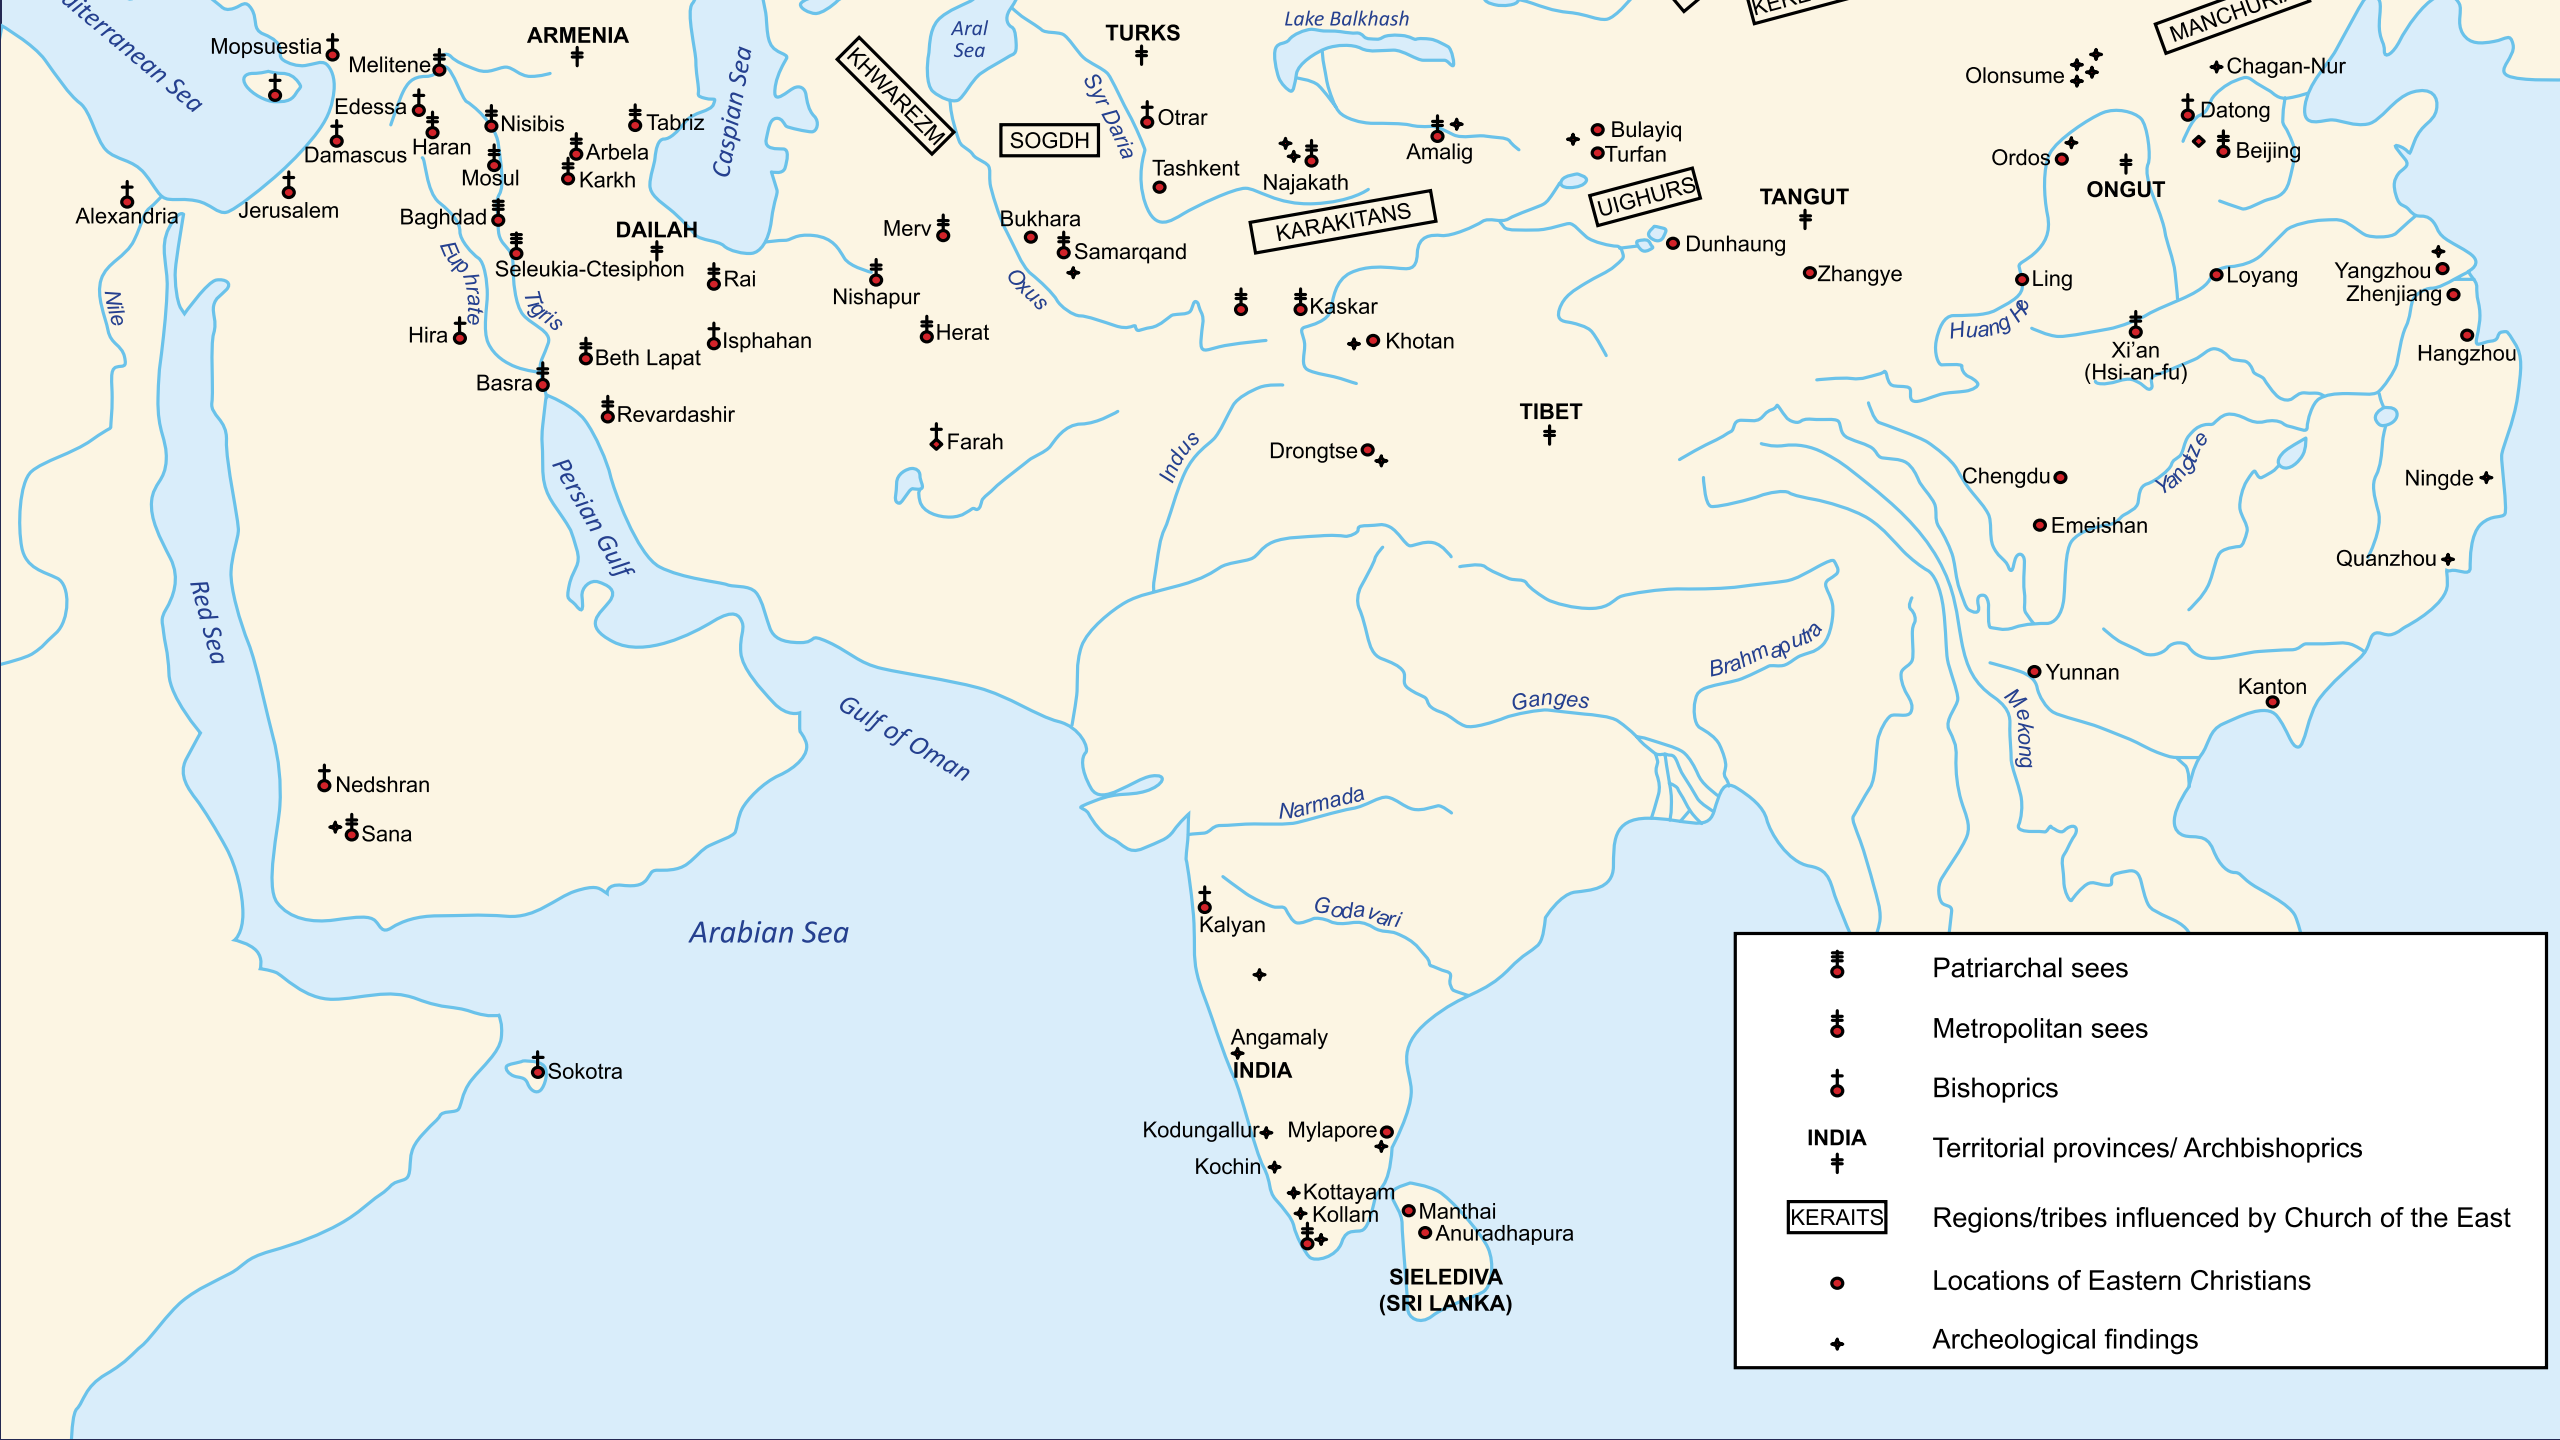 Mediterranean Sea
Mopsuestia
Melitene
ARMENIA
Edessa
Haran
Nisibis
Tabriz
Damascus
Mosul
Arbela
Karkh
Alexandria
Jerusalem
Baghdad
DAILAH
Seleukia-Ctesiphon
Rai
Nile
Euphrate
Tigris
Hira
Isphahan
Beth Lapat
Basra
Revardashir
Caspian Sea
KHWAREZM
Aral
Sea
SOGDH
TURKS
Syr Daria
Otrar
Tashkent
Lake Balkhash
Najakath
Amalig
Bulayiq
Turfan
KARAKITANS
UIGHURS
Merv
Bukhara
Samarqand
Nishapur
Oxus
Herat
Farah
Kaskar
Khotan
Dunhaung
TANGUT
Zhangye
Indus
Drongtse
TIBET
MANCHURIA
Olonsume
Chagan-Nur
Datong
Beijing
Ordos
ONGUT
Ling
Loyang
Huang He
Xi’an
(Hsi-an-fu)
Yangzhou
Zhenjiang
Hangzhou
Chengdu
Yangtze
Emeishan
Ningde
Quanzhou
Yunnan
Kanton
Mekong
Persian Gulf
Red Sea
Gulf of Oman
Brahmaputra
Ganges
Narmada
Nedshran
Sana
Arabian Sea
Sokotra
Kalyan
Godavari
Angamaly
INDIA
Kodungallur
Mylapore
Kochin
Kottayam
Kollam
Manthai
Anuradhapura
SIELEDIVA
(SRI LANKA)
Patriarchal sees
Metropolitan sees
Bishoprics
INDIA
Territorial provinces/ Archbishoprics
KERAITS
Regions/tribes influenced by Church of the East
Locations of Eastern Christians
Archeological findings